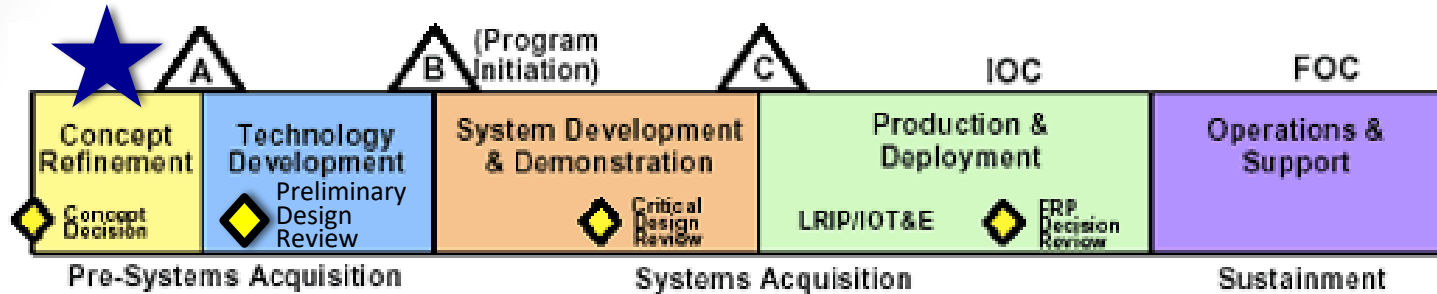 A
B
(Program
Initiation)
C
IOC
FOC
Concept
Refinement
Technology
Development
System Development
& Demonstration
Production &
Deployment
Operations &
Support
Concept
Decision
Preliminary
Design
Review
Critical
Design
Review
LRIP/IOT&E
FRP
Decision
Review
Pre-Systems Acquisition
Systems Acquisition
Sustainment